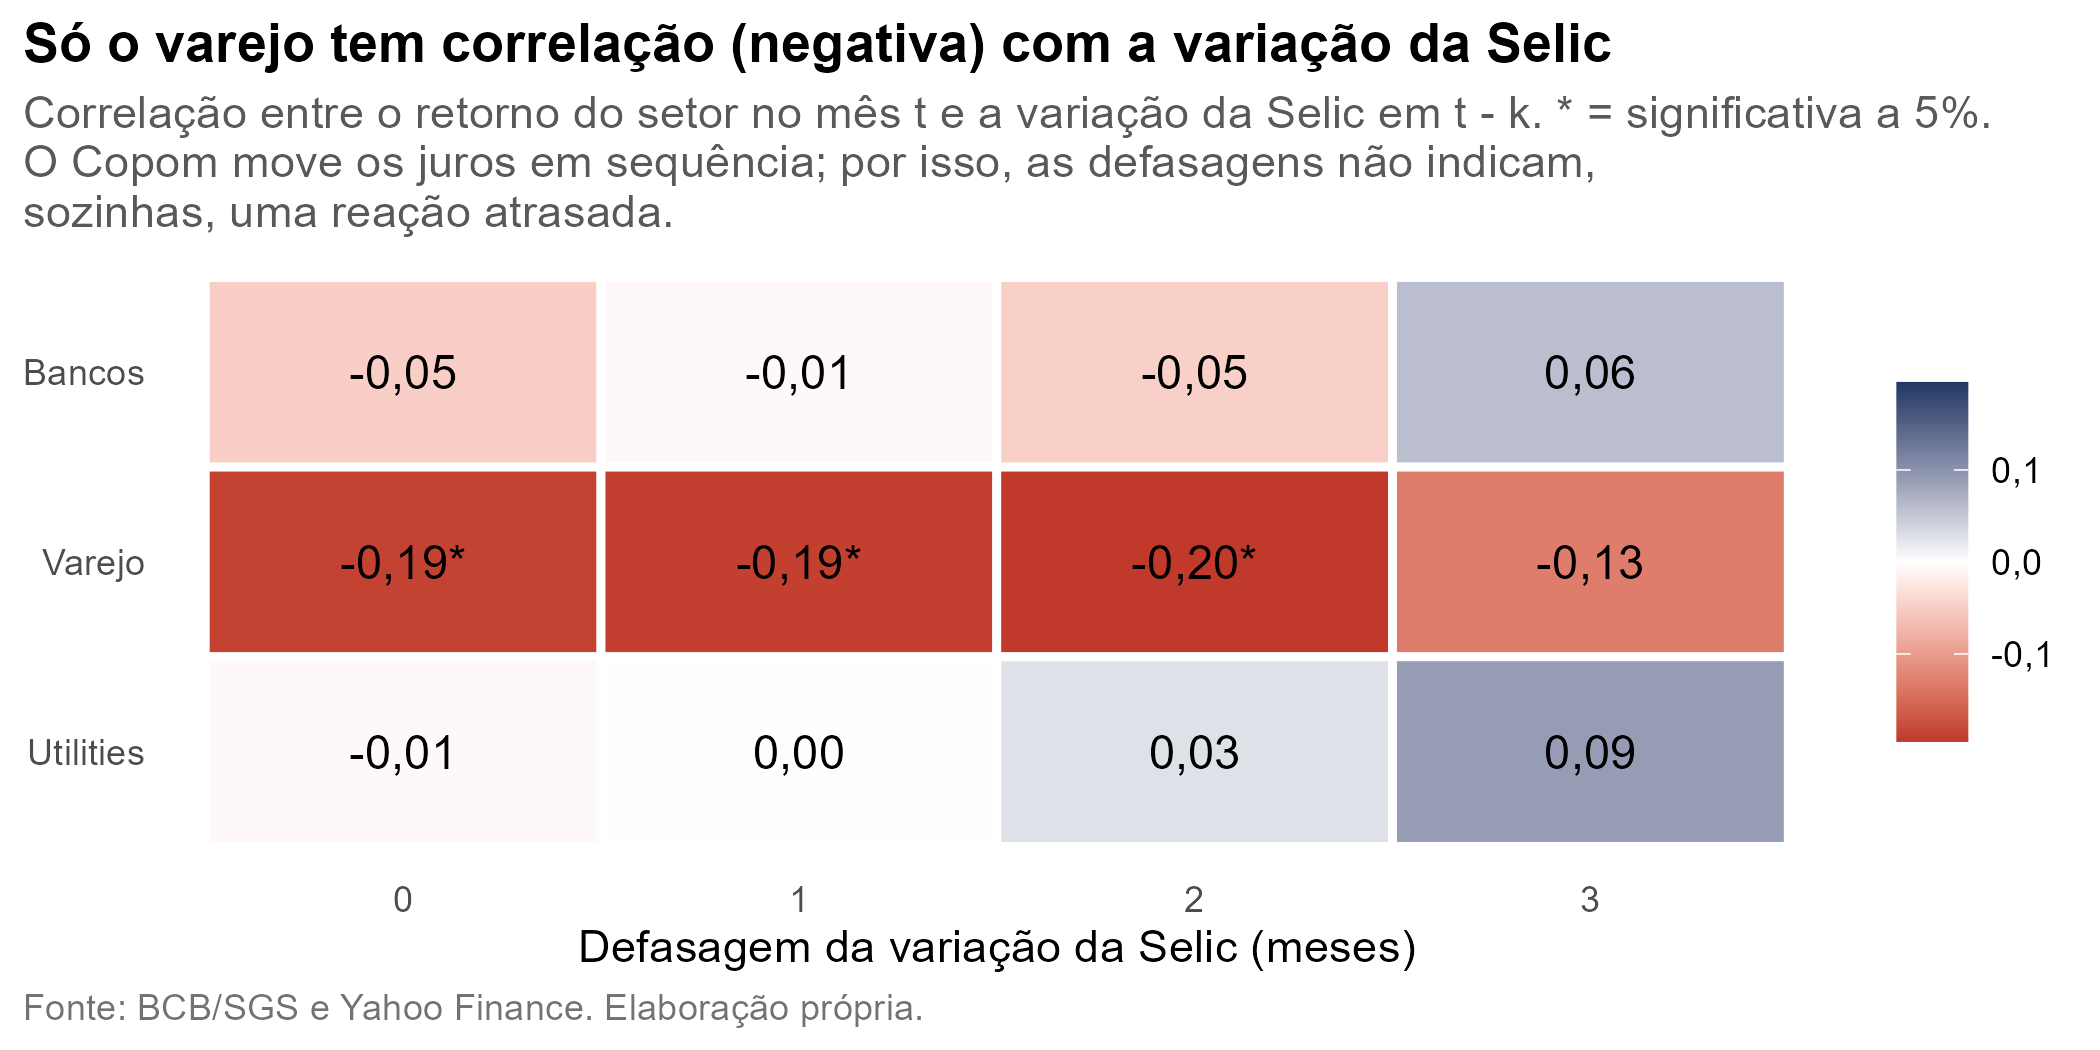 Só o varejo tem correlação (negativa) com a variação da Selic
Correlação entre o retorno do setor no mês t e a variação da Selic em t - k. * = significativa a 5%.
O Copom move os juros em sequência; por isso, as defasagens não indicam,
sozinhas, uma reação atrasada.
Bancos -0,05 -0,01 -0,05 0,06
Varejo -0,19* -0,19* -0,20* -0,13
Utilities -0,01 0,00 0,03 0,09
0,1
0,0
-0,1
0 1 2 3
Defasagem da variação da Selic (meses)
Fonte: BCB/SGS e Yahoo Finance. Elaboração própria.